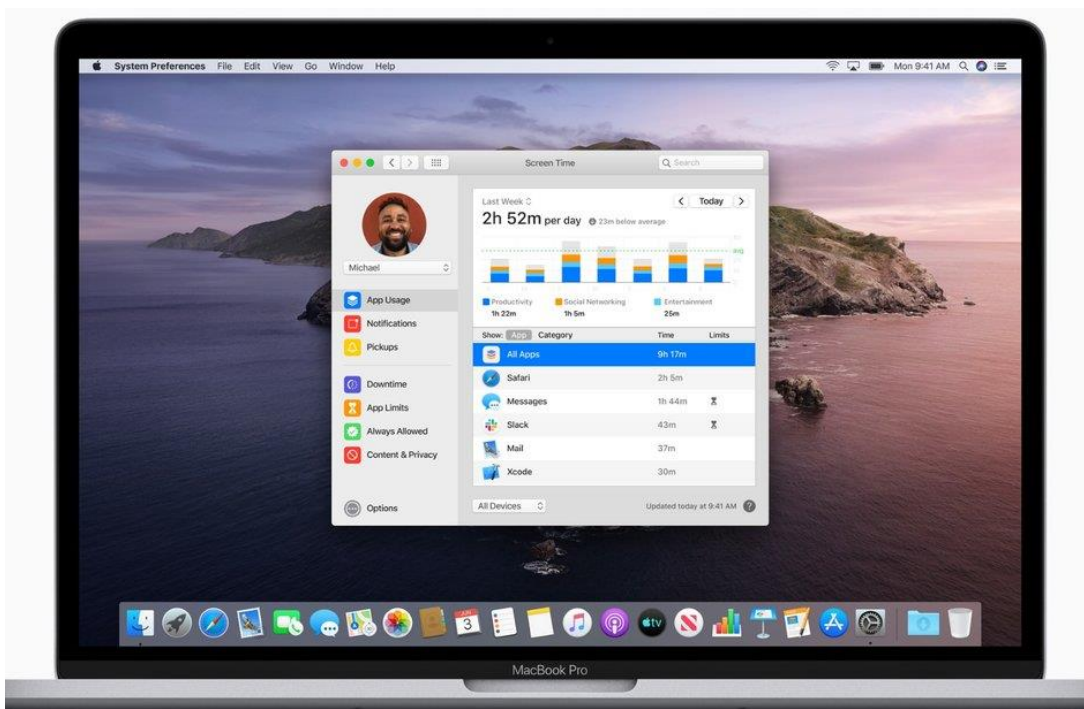 System Preferences File Edit View Go Window Help Mon 9:41 AM
Screen Time Search
Last Week Today
2h 52m per day 23m below average
avg
Michael
Productivity Social Networking Entertainment
1h 22m 1h 5m 25m
App Usage
Notifications
Pickups
Downtime
App Limits
Always Allowed
Content & Privacy
Options
Show: App Category Time Limits
All Apps 9h 17m
Safari 2h 5m
Messages 1h 44m
Slack 43m
Mail 37m
Xcode 30m
All Devices Updated today at 9:41 AM ?
JUN
3
tv
MacBook Pro